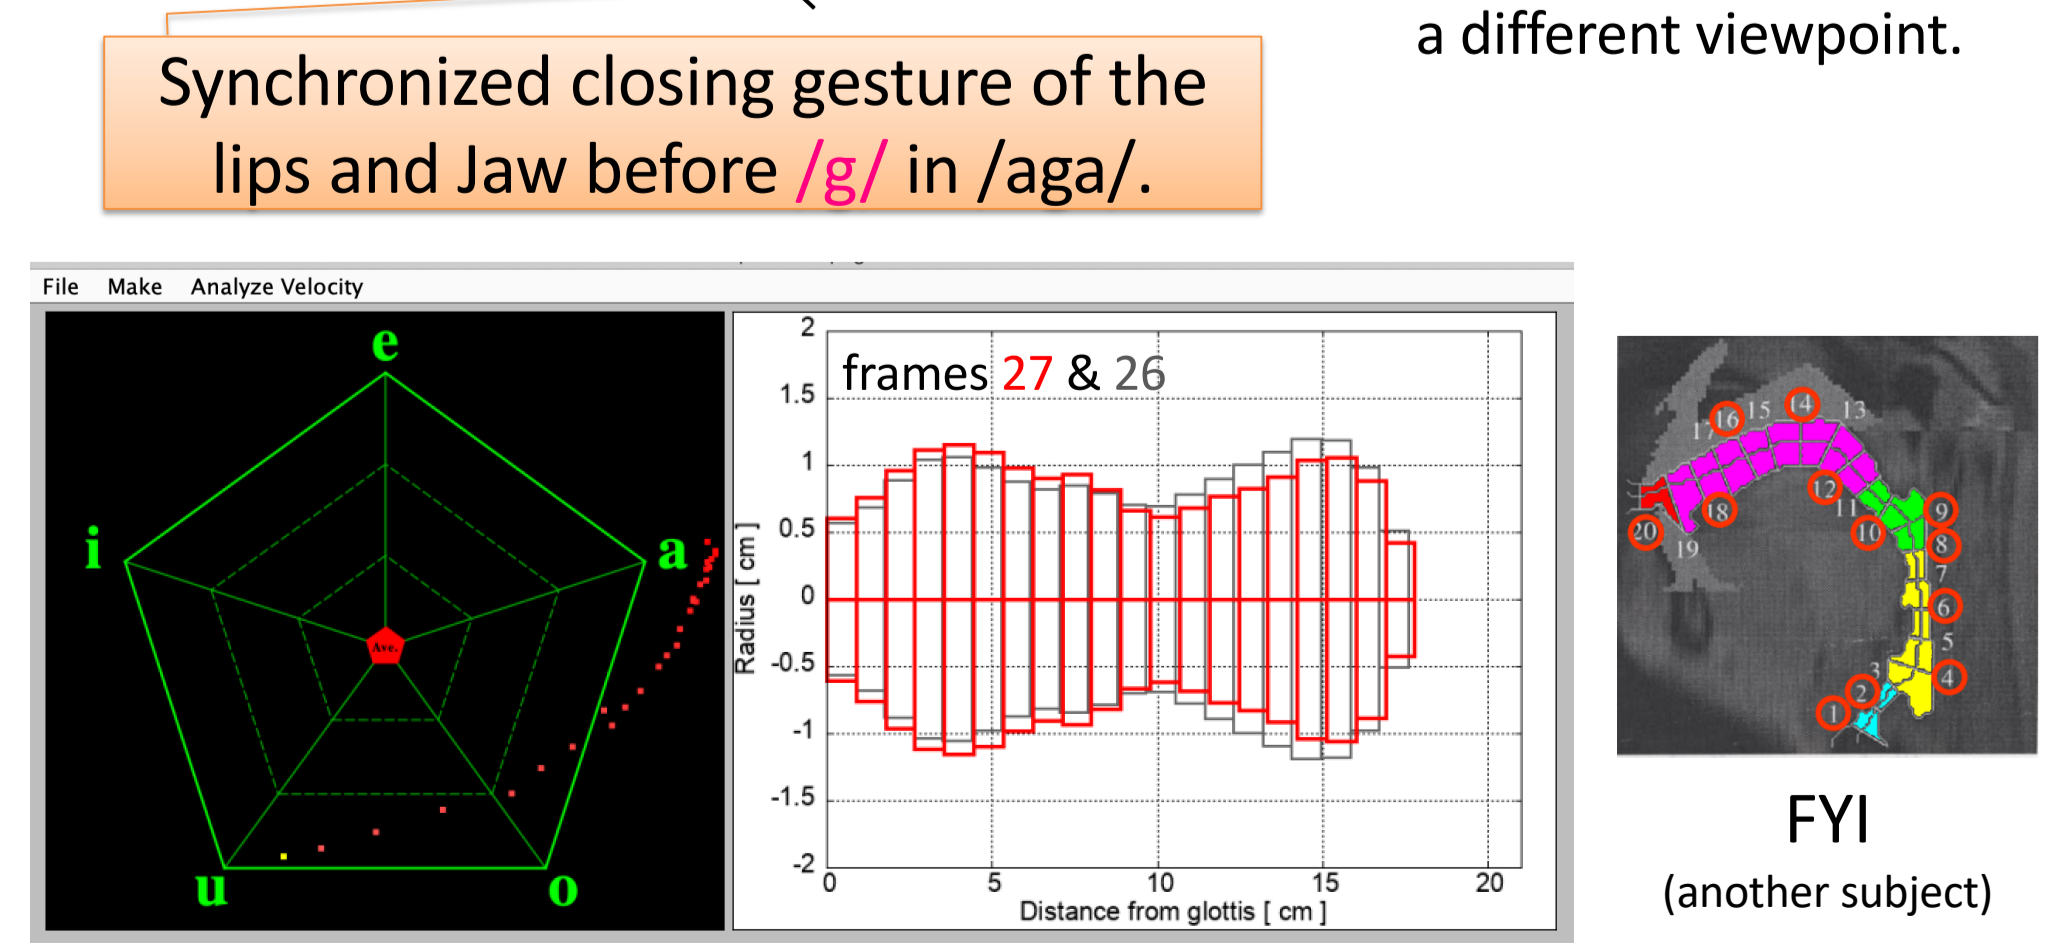 a different viewpoint.
Synchronized closing gesture of the
lips and Jaw before /g/ in /aga/.
File Make Analyze Velocity
e
i
a
Ave.
u
o
frames 27 & 26
2
1.5
1
0.5
0
-0.5
-1
-1.5
-2
Radius [ cm ]
0 5 10 15 20
Distance from glottis [ cm ]
16 15 14 13
17
12
18
11
9
20
10
19
8
7
6
5
3
4
2
1
FYI
(another subject)